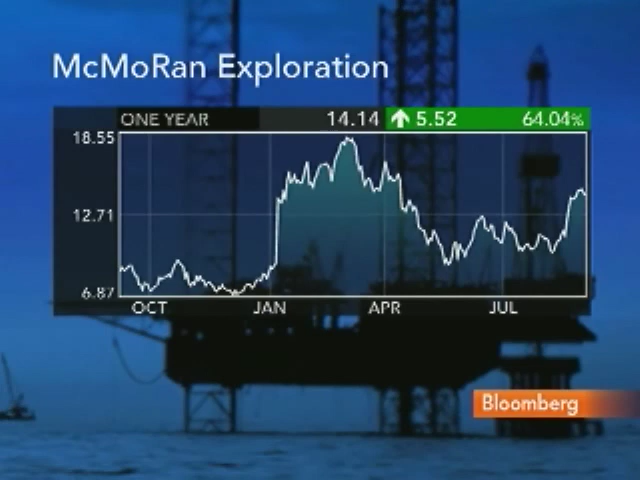 McMoRan Exploration
ONE YEAR 14.14 5.52 64.04%
18.55
12.71
6.87
OCT JAN APR JUL
Bloomberg